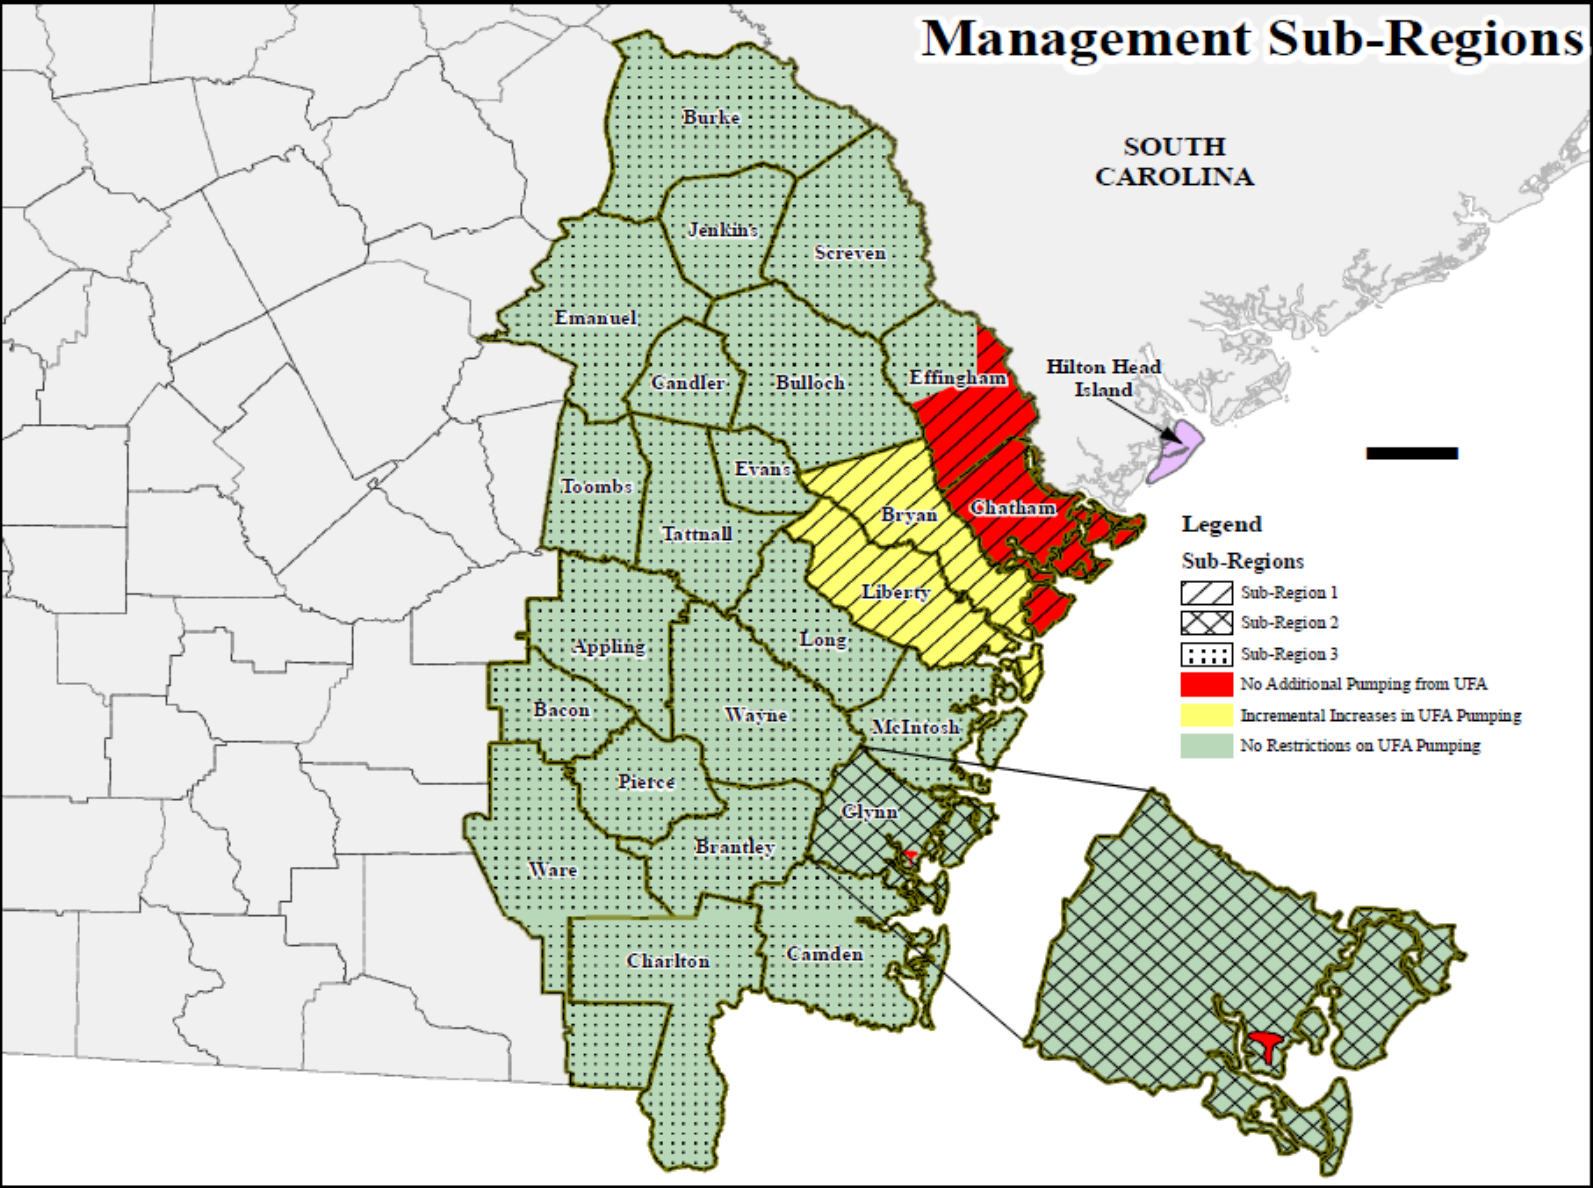 Management Sub-Regions
SOUTH
CAROLINA
Burke
Jenkins
Screven
Emanuel
Candler
Bulloch
Effingham
Hilton Head
Island
Toombs
Evans
Tattnall
Bryan
Chatham
Liberty
Long
Appling
Bacon
Wayne
McIntosh
Pierce
Glynn
Brantley
Ware
Charlton
Camden
Legend
Sub-Regions
Sub-Region 1
Sub-Region 2
Sub-Region 3
No Additional Pumping from UFA
Incremental Increases in UFA Pumping
No Restrictions on UFA Pumping